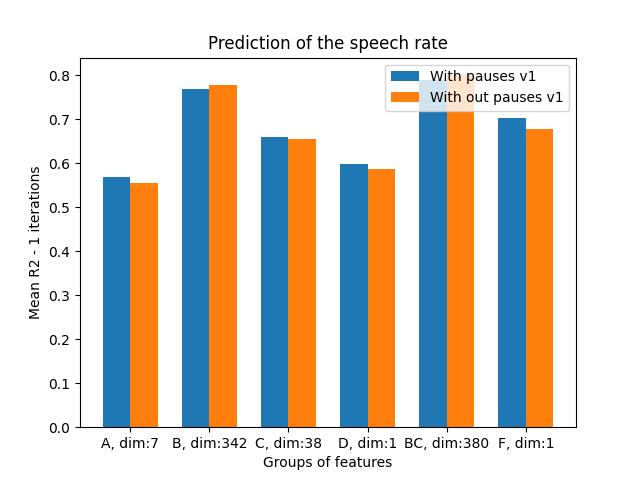 Prediction of the speech rate
With pauses v1
With out pauses v1
Mean R2 - 1 iterations
0.8
0.7
0.6
0.5
0.4
0.3
0.2
0.1
0.0
A, dim:7 B, dim:342 C, dim:38 D, dim:1 BC, dim:380 F, dim:1
Groups of features